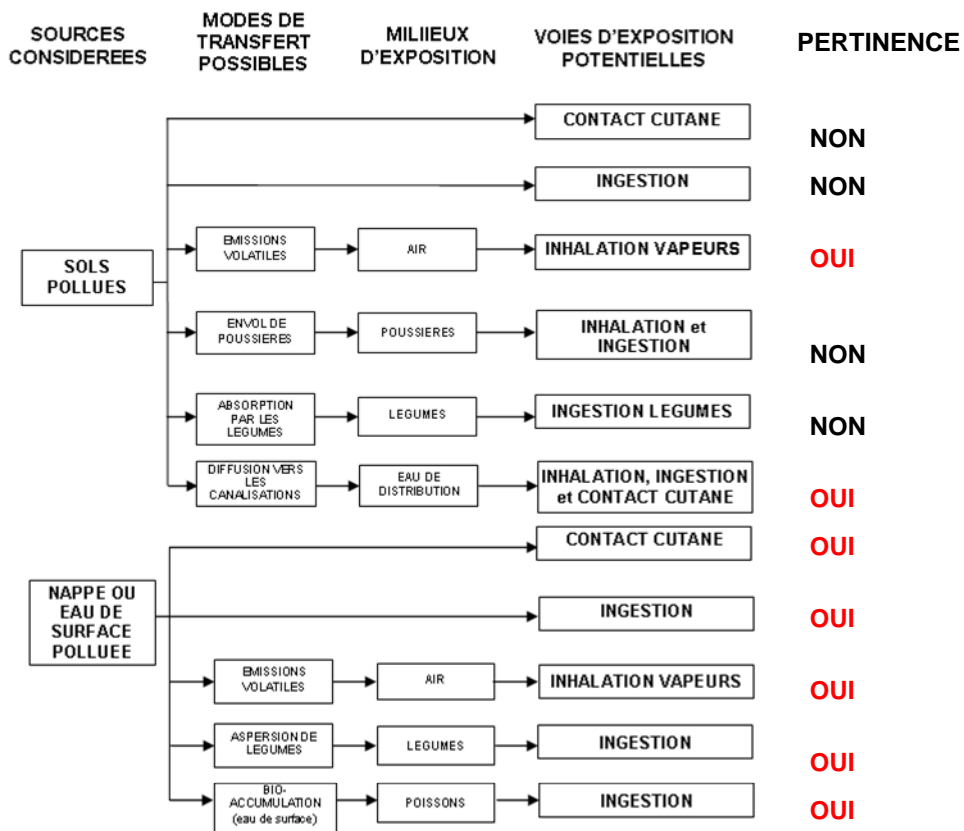 SOURCES
CONSIDEREES
MODES DE
TRANSFERT
POSSIBLES
MILIIEUX
D'EXPOSITION
VOIES D'EXPOSITION
POTENTIELLES
PERTINENCE
CONTACT CUTANE
NON
INGESTION
NON
SOLS
POLLUES
EMISSIONS
VOLATILES
AIR
INHALATION VAPEURS
OUI
ENVOL DE
POUSSIERES
POUSSIERES
INHALATION et
INGESTION
NON
ABSORPTION
PAR LES
LEGUMES
LEGUMES
INGESTION LEGUMES
NON
DIFFUSION VERS
LES
CANALISATIONS
EAU DE
DISTRIBUTION
INHALATION, INGESTION
et CONTACT CUTANE
OUI
NAPPE OU
EAU DE
SURFACE
POLLUEE
CONTACT CUTANE
OUI
INGESTION
OUI
EMISSIONS
VOLATILES
AIR
INHALATION VAPEURS
OUI
ASPERSION DE
LEGUMES
LEGUMES
INGESTION
OUI
BIO-
ACCUMULATION
(eau de surface)
POISSONS
INGESTION
OUI